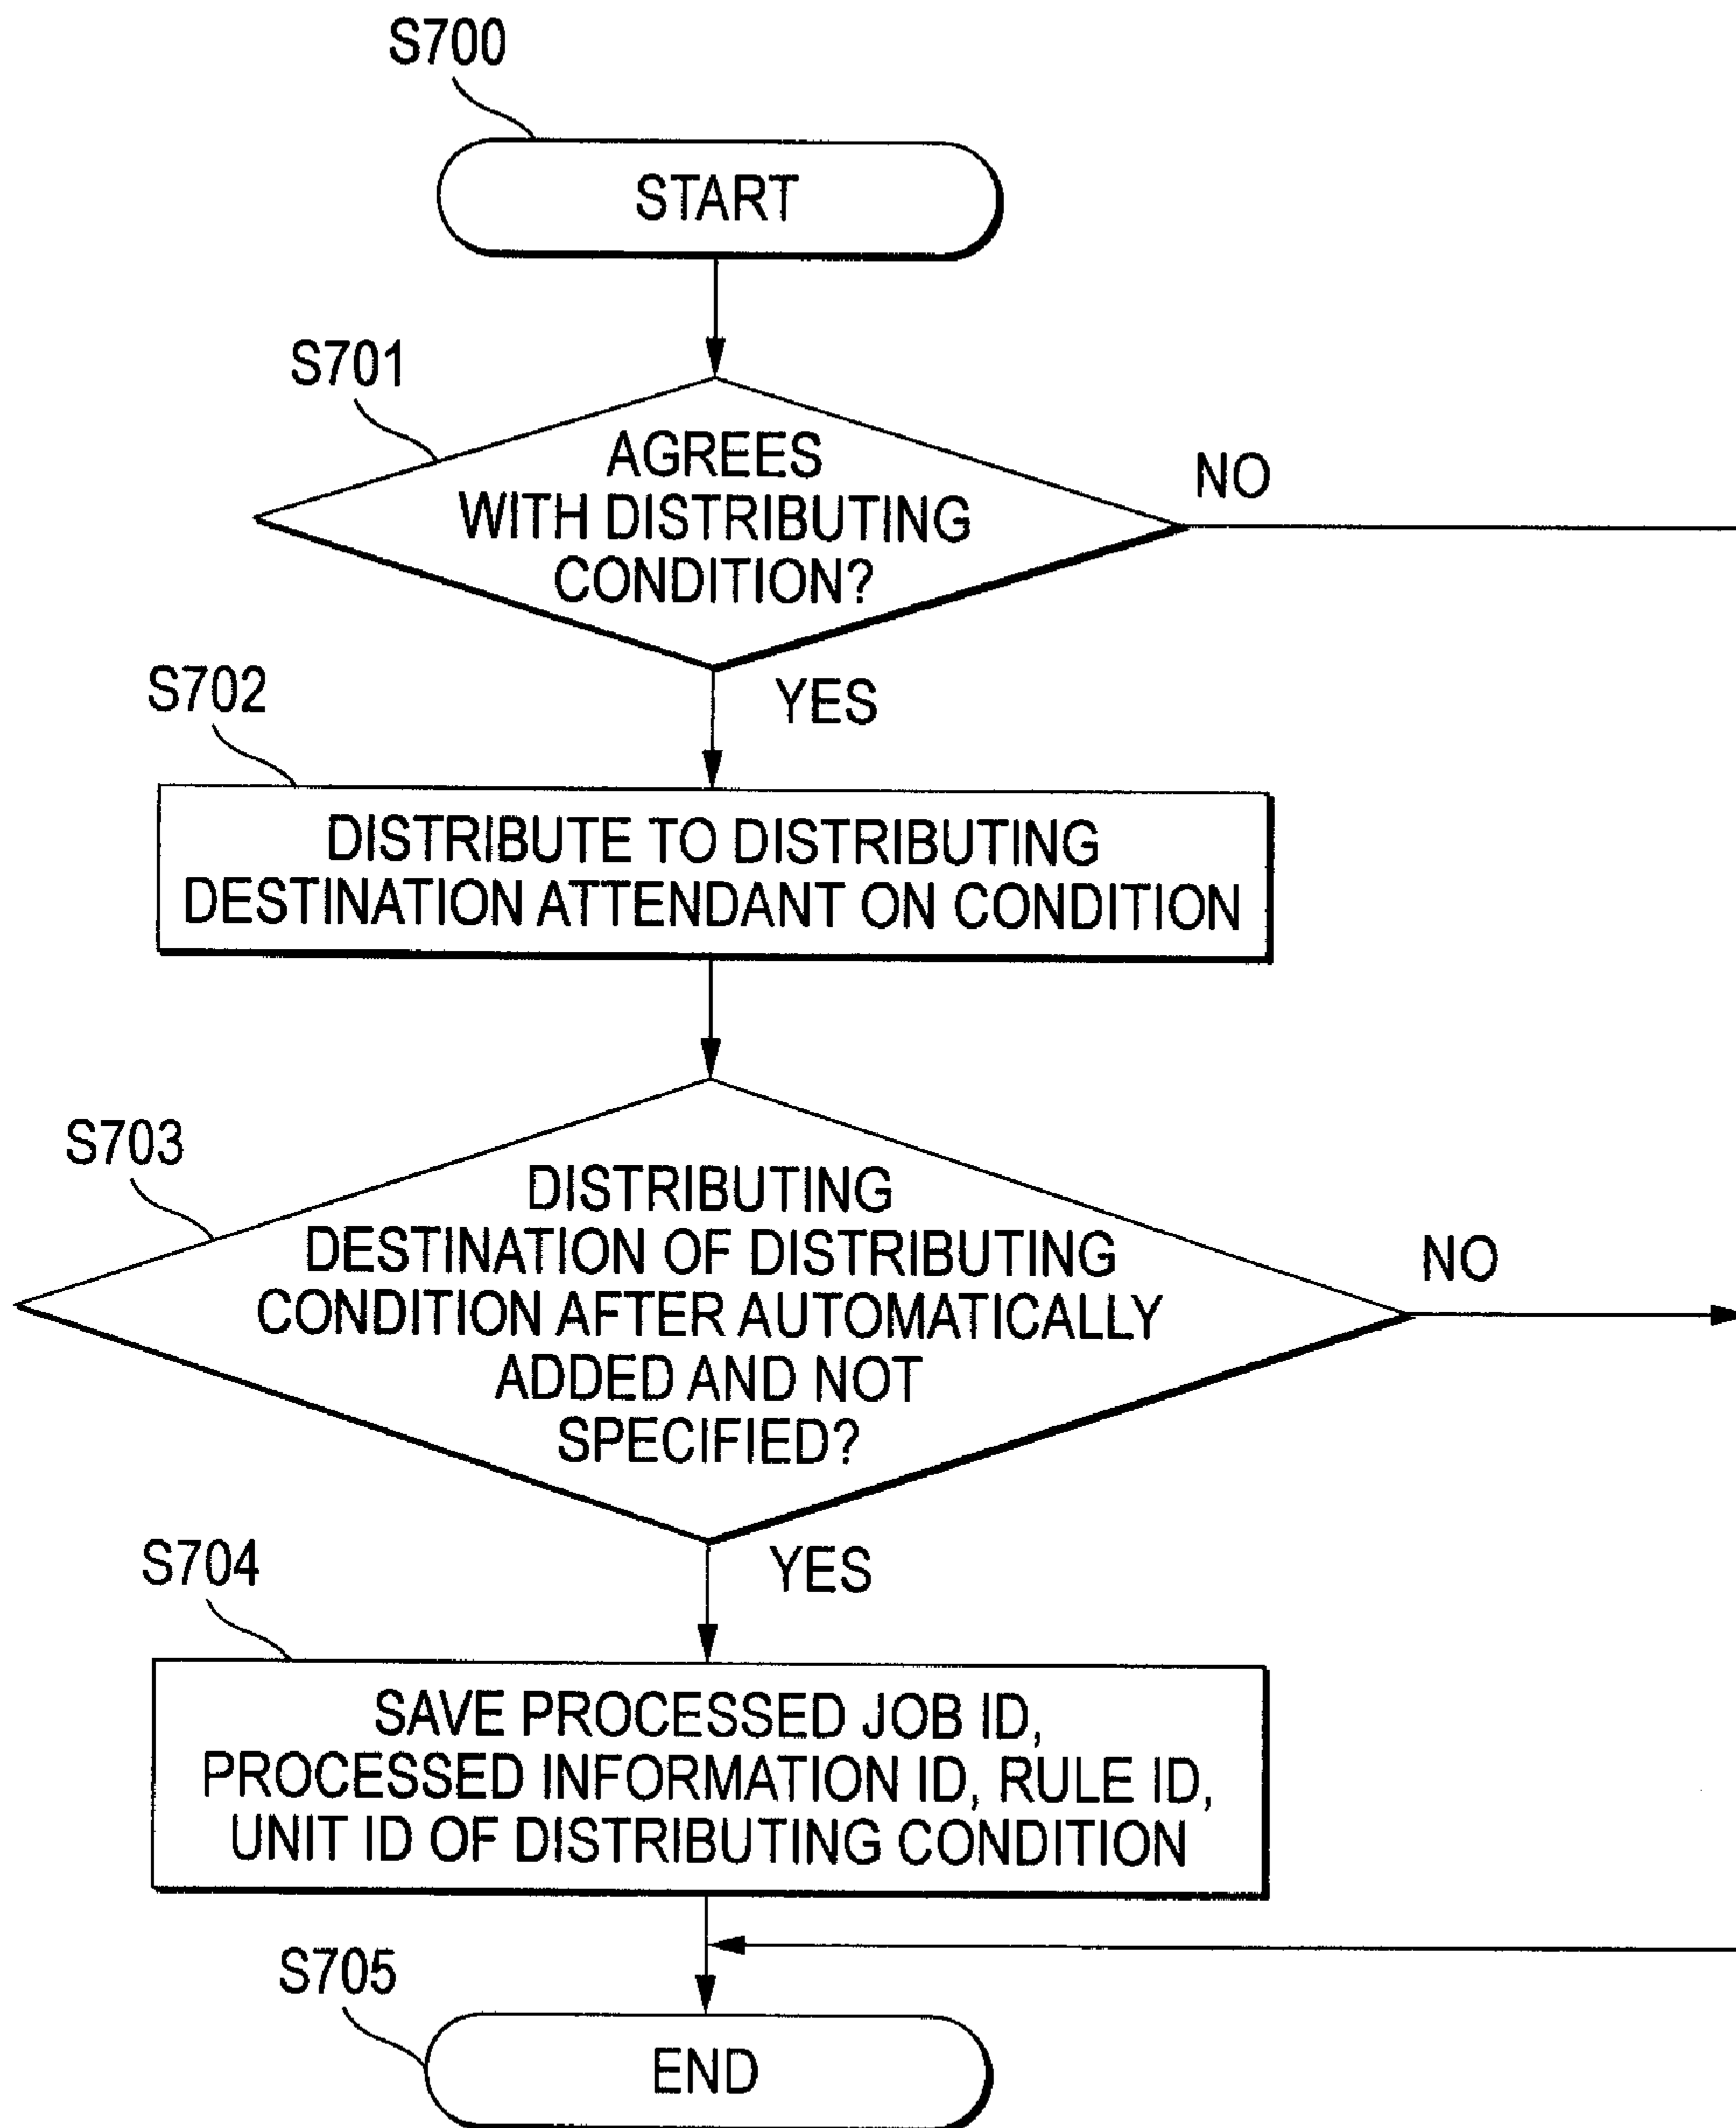 S700
START
S701
AGREES
WITH DISTRIBUTING
CONDITION?
NO
YES
S702
DISTRIBUTE TO DISTRIBUTING
DESTINATION ATTENDANT ON CONDITION
S703
DISTRIBUTING
DESTINATION OF DISTRIBUTING
CONDITION AFTER AUTOMATICALLY
ADDED AND NOT
SPECIFIED?
NO
YES
S704
SAVE PROCESSED JOB ID,
PROCESSED INFORMATION ID, RULE ID,
UNIT ID OF DISTRIBUTING CONDITION
S705
END